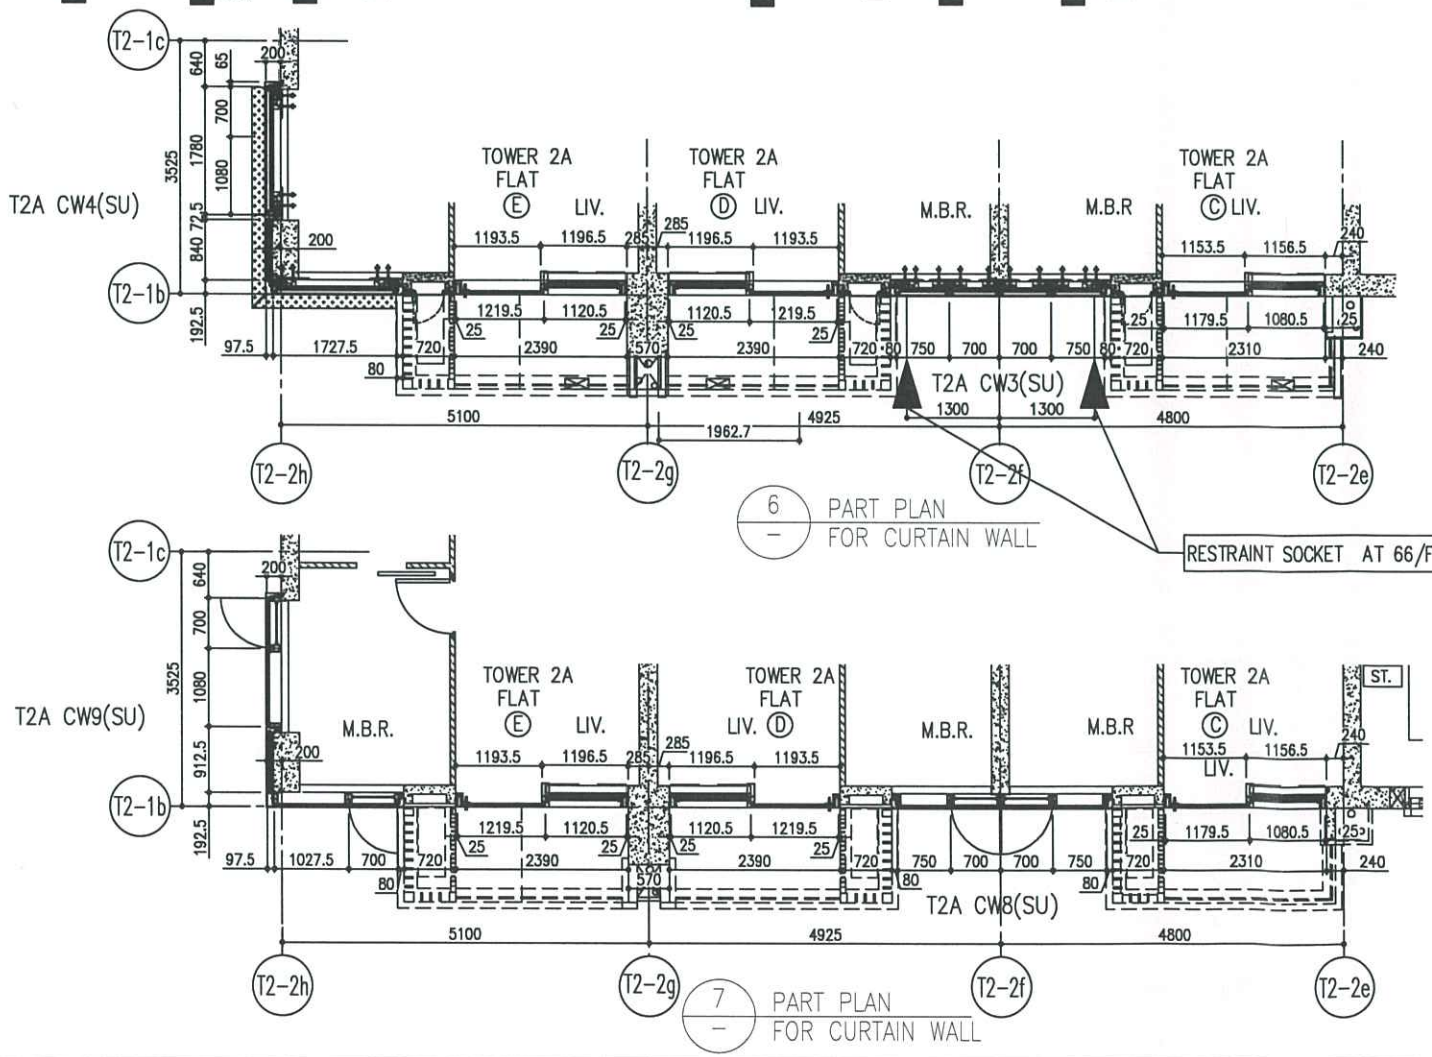 T2-1c
200
640
65
700
3525
1780
1080
T2A CW4(SU)
72.5
840
200
T2-1b
192.5
97.5
1727.5
720
80
TOWER 2A
FLAT
E
LIV.
TOWER 2A
FLAT
D
LIV.
M.B.R.
M.B.R
TOWER 2A
FLAT
C
LIV.
1193.5
1196.5
285
285
1196.5
1193.5
1153.5
1156.5
240
1219.5
1120.5
1120.5
1219.5
1179.5
1080.5
25
25
25
25
25
25
2390
570
2390
720
80
750
700
700
750
80
720
2310
240
T2A CW3(SU)
1300
1300
5100
4925
4800
1962.7
T2-2h
T2-2g
T2-2f
T2-2e
6
–
PART PLAN
FOR CURTAIN WALL
RESTRAINT SOCKET AT 66/F
T2-1c
200
640
700
3525
1080
T2A CW9(SU)
912.5
200
T2-1b
192.5
97.5
1027.5
700
720
80
M.B.R.
TOWER 2A
FLAT
E
LIV.
TOWER 2A
FLAT
LIV.
D
M.B.R.
M.B.R
TOWER 2A
FLAT
C
LIV.
LIV.
ST.
1193.5
1196.5
285
285
1196.5
1193.5
1153.5
1156.5
240
1219.5
1120.5
1120.5
1219.5
1179.5
1080.5
25
25
25
25
25
25
2390
570
2390
720
80
750
700
700
750
80
720
2310
240
T2A CW8(SU)
5100
4925
4800
T2-2h
T2-2g
T2-2f
T2-2e
7
–
PART PLAN
FOR CURTAIN WALL